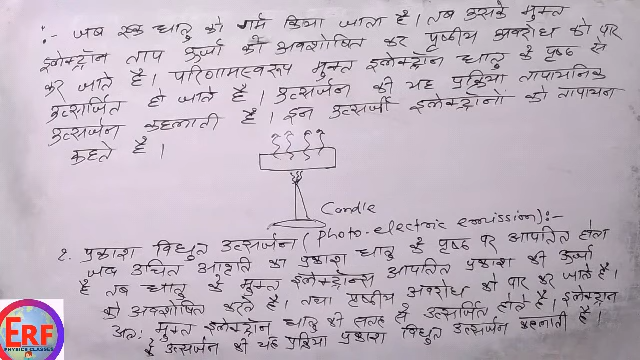 :- जब एक धातु को गर्म किया जाता है। तब उसके मुक्त
इलेक्ट्रॉन ताप ऊर्जा को अवशोषित कर पृष्ठीय अवरोध को पार
कर जाते है। परिणामस्वरूप मुक्त इलेक्ट्रॉन धातु के पृष्ठ से
उत्सर्जित हो जाते है। उत्सर्जन की यह प्रक्रिया तापायनिक
उत्सर्जन कहलाती है। इन उत्सर्जी इलेक्ट्रोनों को तापायन
कहते है।
Candle
2. प्रकाश विधुत उत्सर्जन (Photo-electric emission):-
जब उचित आवृति का प्रकाश धातु के पृष्ठ पर आपतित होता
है तब धातु के मुक्त इलेक्ट्रॉन्स आपतित प्रकाश की ऊर्जा
को अवशोषित करते है। तथा पृष्ठीय अवरोध को पार कर जाते है।
अतः मुक्त इलेक्ट्रॉन धातु की सतह से उत्सर्जित होते है। इलेक्ट्रॉन
के उत्सर्जन की यह प्रक्रिया प्रकाश विधुत उत्सर्जन कहलाती है।
ERF
PHYSICS CLASSES